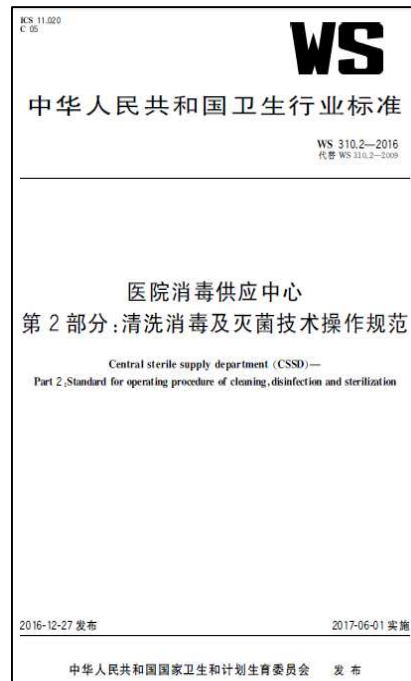 ICS 11.020
C 05
WS
中华人民共和国卫生行业标准
WS 310.2—2016
代替 WS 310.2—2009
医院消毒供应中心
第2部分:清洗消毒及灭菌技术操作规范
Central sterile supply department (CSSD)—
Part 2:Standard for operating procedure of cleaning,disinfection and sterilization
2016-12-27 发布
2017-06-01 实施
中华人民共和国国家卫生和计划生育委员会 发布